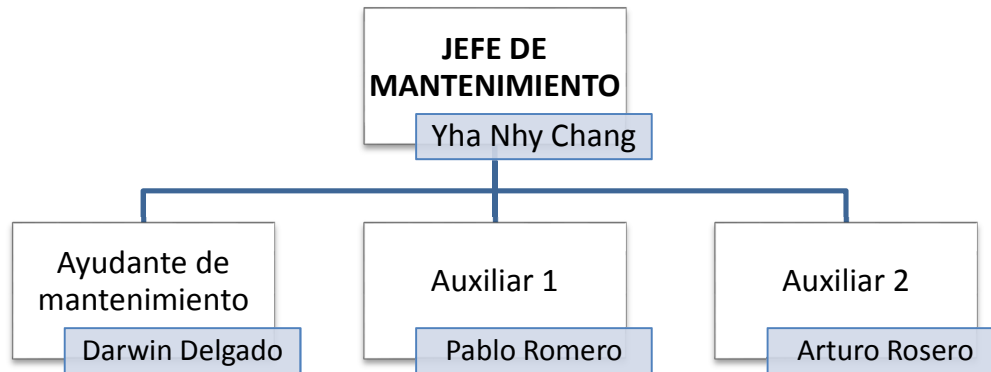 JEFE DE
MANTENIMIENTO
Yha Nhy Chang
Ayudante de
mantenimiento
Darwin Delgado
Auxiliar 1
Pablo Romero
Auxiliar 2
Arturo Rosero